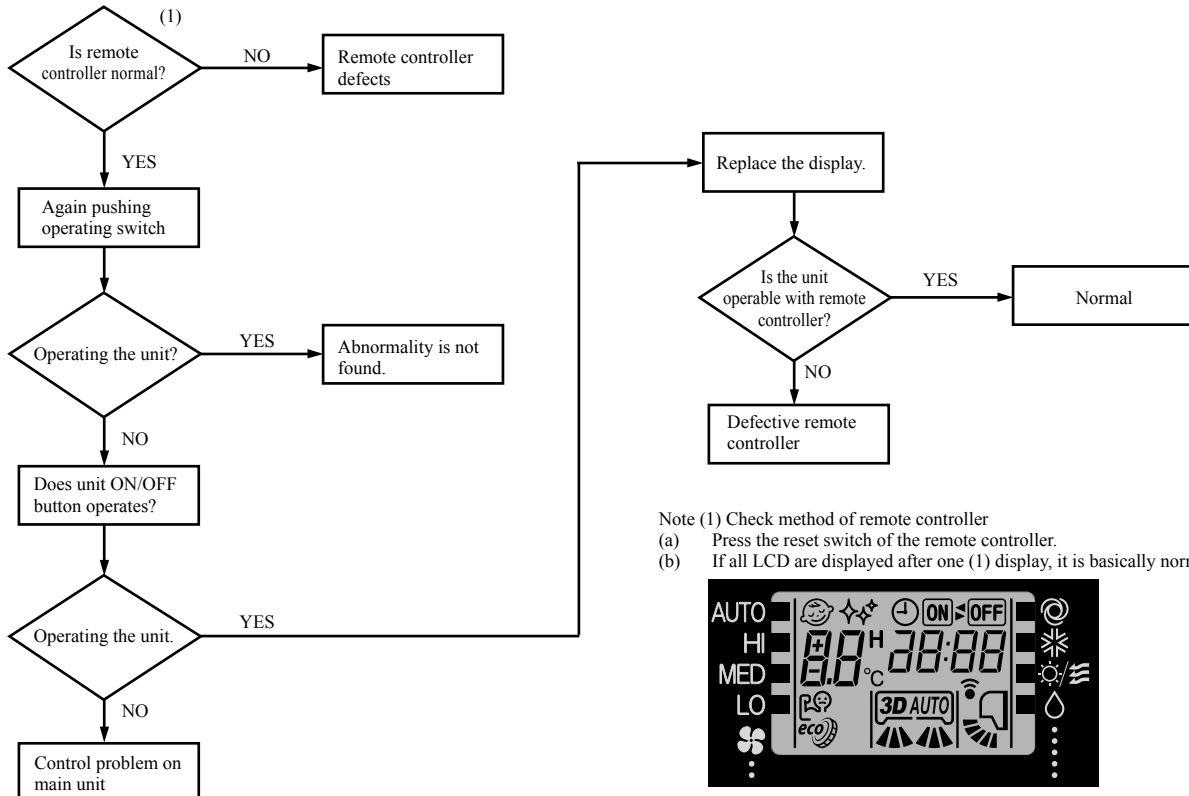 (1)
Is remote
controller normal?
NO
Remote controller
defects
YES
Again pushing
operating switch
Operating the unit?
YES
Abnormality is not
found.
NO
Does unit ON/OFF
button operates?
Operating the unit.
YES
NO
Control problem on
main unit
Replace the display.
Is the unit
operable with remote
controller?
YES
Normal
NO
Defective remote
controller
Note (1) Check method of remote controller
(a) Press the reset switch of the remote controller.
(b) If all LCD are displayed after one (1) display, it is basically
AUTO
HI
MED
LO
ON OFF
8.8 H 28:88
°C
eco
3D AUTO